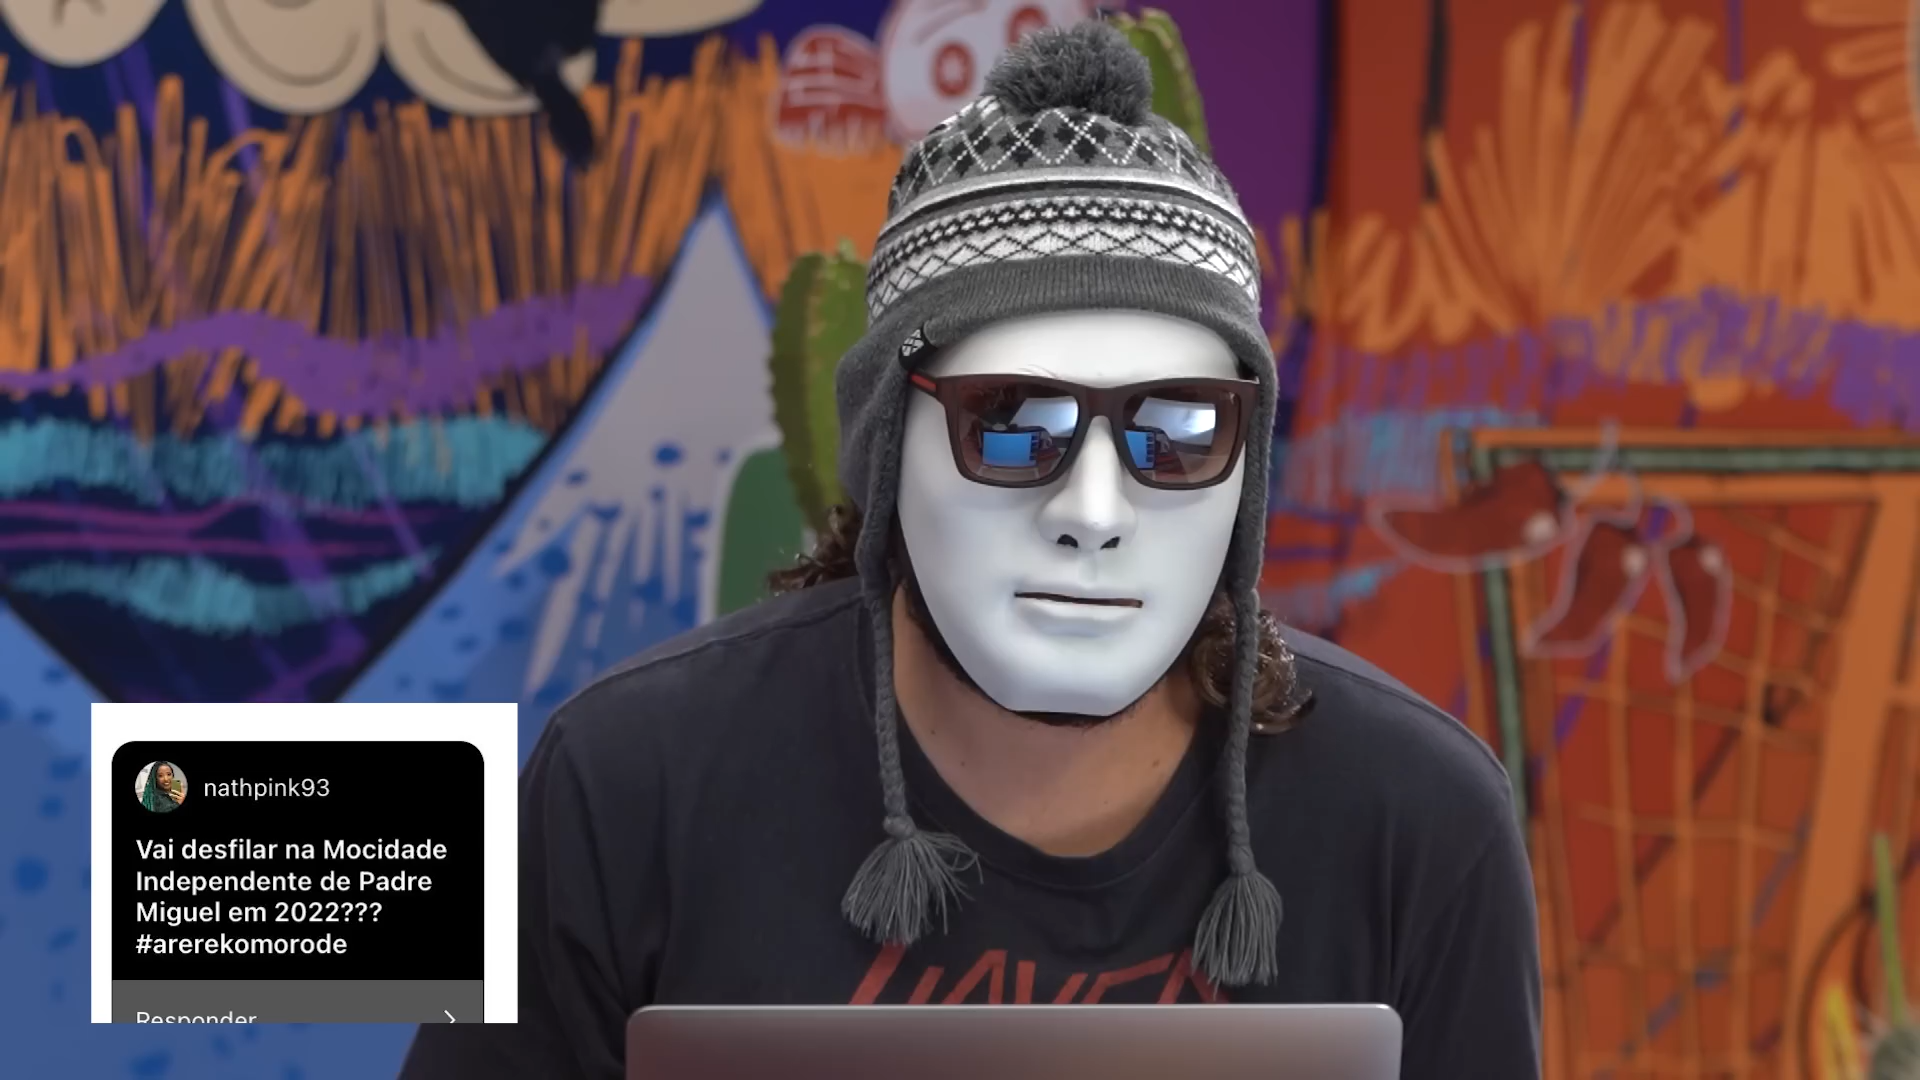 nathpink93
Vai desfilar na Mocidade
Independente de Padre
Miguel em 2022???
#arerekomorode
Responder